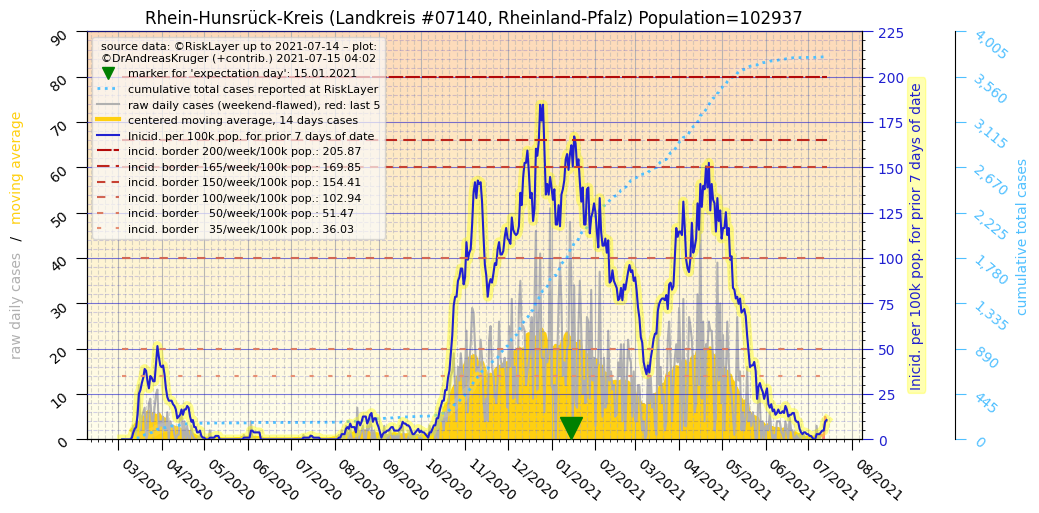 Rhein-Hunsrück-Kreis (Landkreis #07140, Rheinland-Pfalz) Population=102937
source data: ©RiskLayer up to 2021-07-14 – plot:
©DrAndreasKruger (+contrib.) 2021-07-15 04:02
marker for 'expectation day': 15.01.2021
cumulative total cases reported at RiskLayer
raw daily cases (weekend-flawed), red: last 5
centered moving average, 14 days cases
Inicid. per 100k pop. for prior 7 days of date
incid. border 200/week/100k pop.: 205.87
incid. border 165/week/100k pop.: 169.85
incid. border 150/week/100k pop.: 154.41
incid. border 100/week/100k pop.: 102.94
incid. border 50/week/100k pop.: 51.47
incid. border 35/week/100k pop.: 36.03
raw daily cases / moving average
90
80
70
60
50
40
30
20
10
0
03/2020
04/2020
05/2020
06/2020
07/2020
08/2020
09/2020
10/2020
11/2020
12/2020
01/2021
02/2021
03/2021
04/2021
05/2021
06/2021
07/2021
08/2021
225
200
175
150
125
100
75
50
25
0
Inicid. per 100k pop. for prior 7 days of date
4,005
3,560
3,115
2,670
2,225
1,780
1,335
890
445
0
cumulative total cases